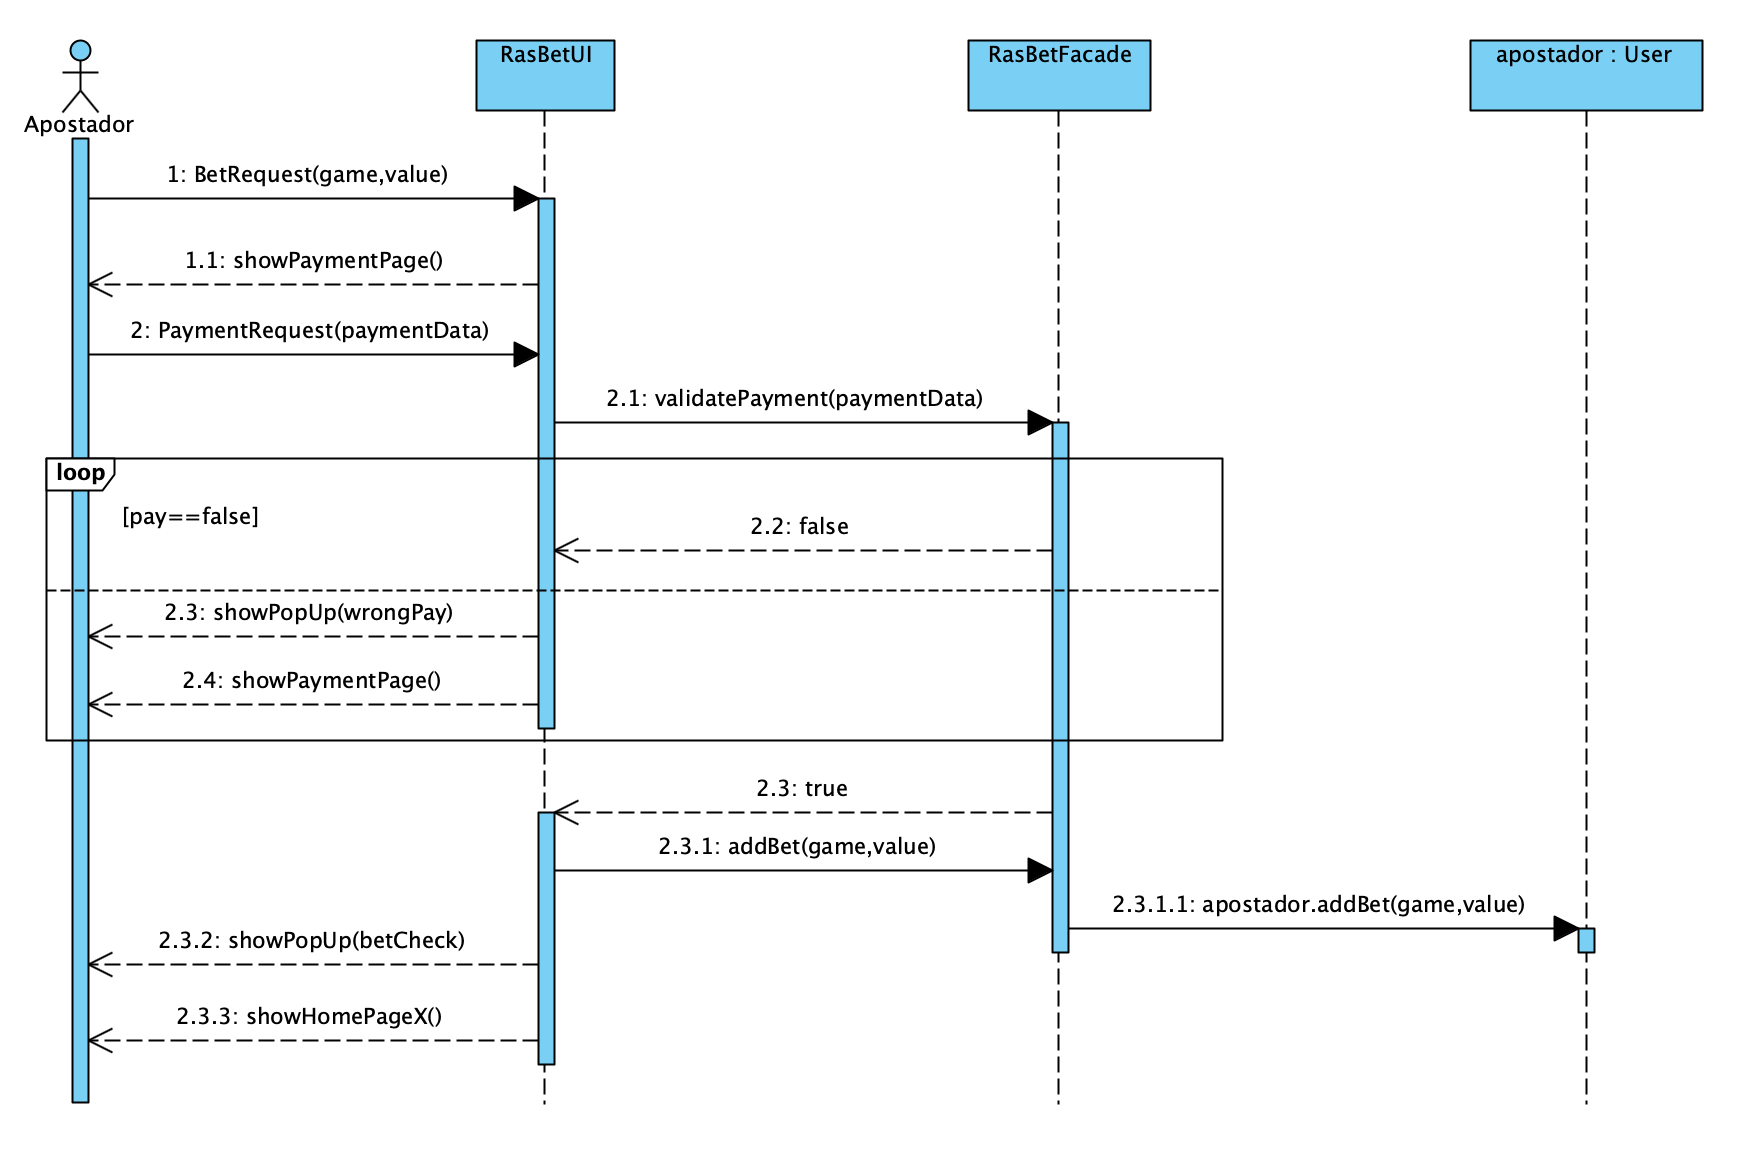 RasBetUI
RasBetFacade
apostador : User
Apostador
1: BetRequest(game,value)
1.1: showPaymentPage()
2: PaymentRequest(paymentData)
2.1: validatePayment(paymentData)
loop
[pay==false]
2.2: false
2.3: showPopUp(wrongPay)
2.4: showPaymentPage()
2.3: true
2.3.1: addBet(game,value)
2.3.1.1: apostador.addBet(game,value)
2.3.2: showPopUp(betCheck)
2.3.3: showHomePageX()